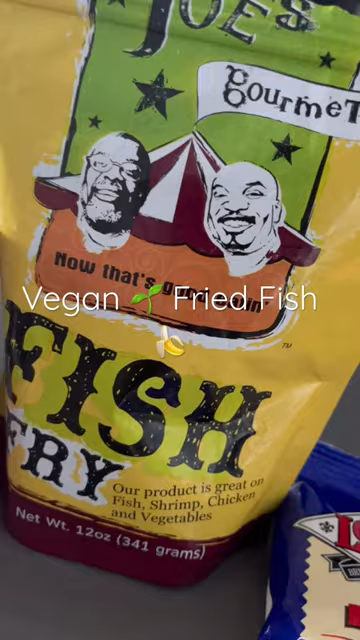 JOE'S
gourmet
Now that's
Vegan 🌱 Fried Fish
🍌
FISH
FRY
Our product is great on
Fish, Shrimp, Chicken
and Vegetables
Net Wt. 12oz (341 grams)
TM